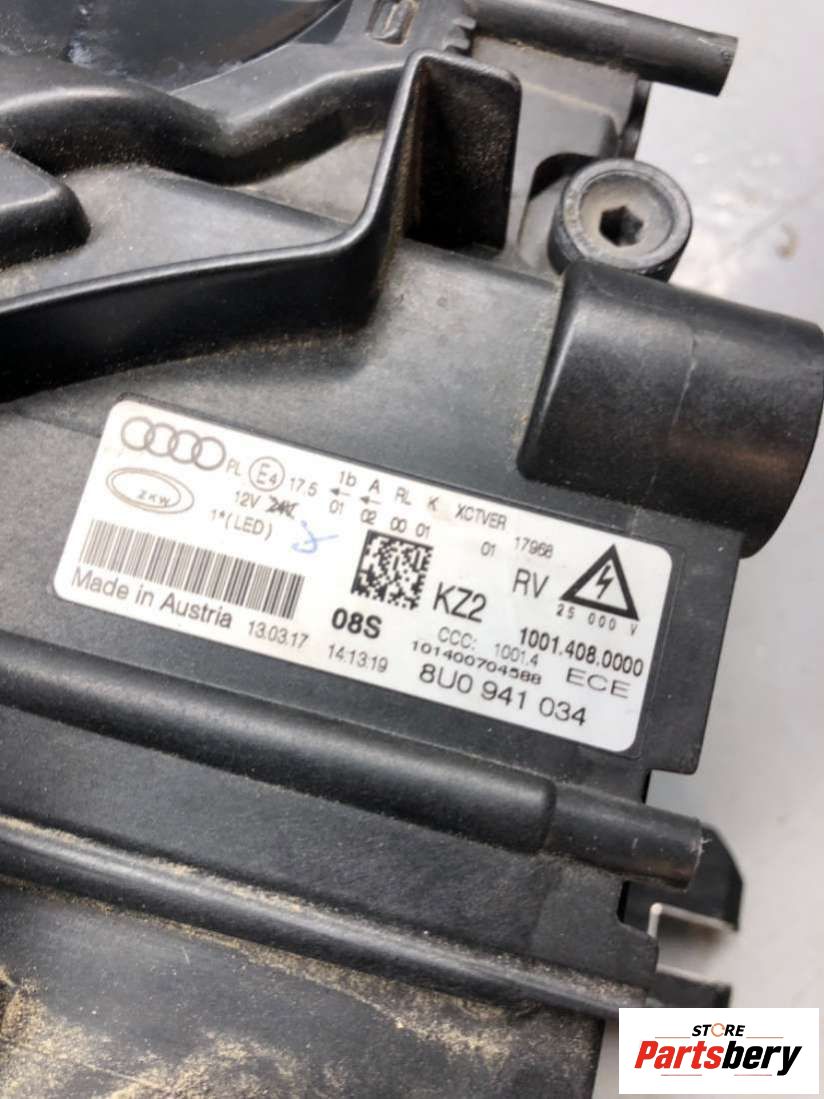 PL E4 17.5 1b A RL K XCTVER 17968
← ←
01 02 00 01 01
ZKW
12V 24V
1*(LED)
KZ2
RV
25 000 V
Made in Austria
13.03.17
08S
14:13:19
CCC: 1001.4
101400704588
1001.408.0000
ECE
8U0 941 034
STORE
Partsbery